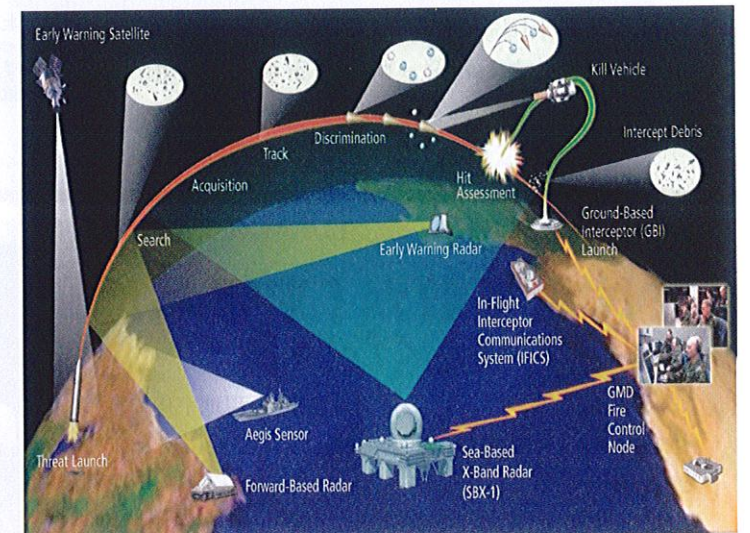 Early Warning Satellite
Kill Vehicle
Intercept Debris
Discrimination
Track
Acquisition
Hit
Assessment
Search
Early Warning Radar
Ground-Based
Interceptor (GBI)
Launch
In-Flight
Interceptor
Communications
System (IFICS)
GMD
Fire
Control
Node
Aegis Sensor
Threat Launch
Forward-Based Radar
Sea-Based
X-Band Radar
(SBX-1)